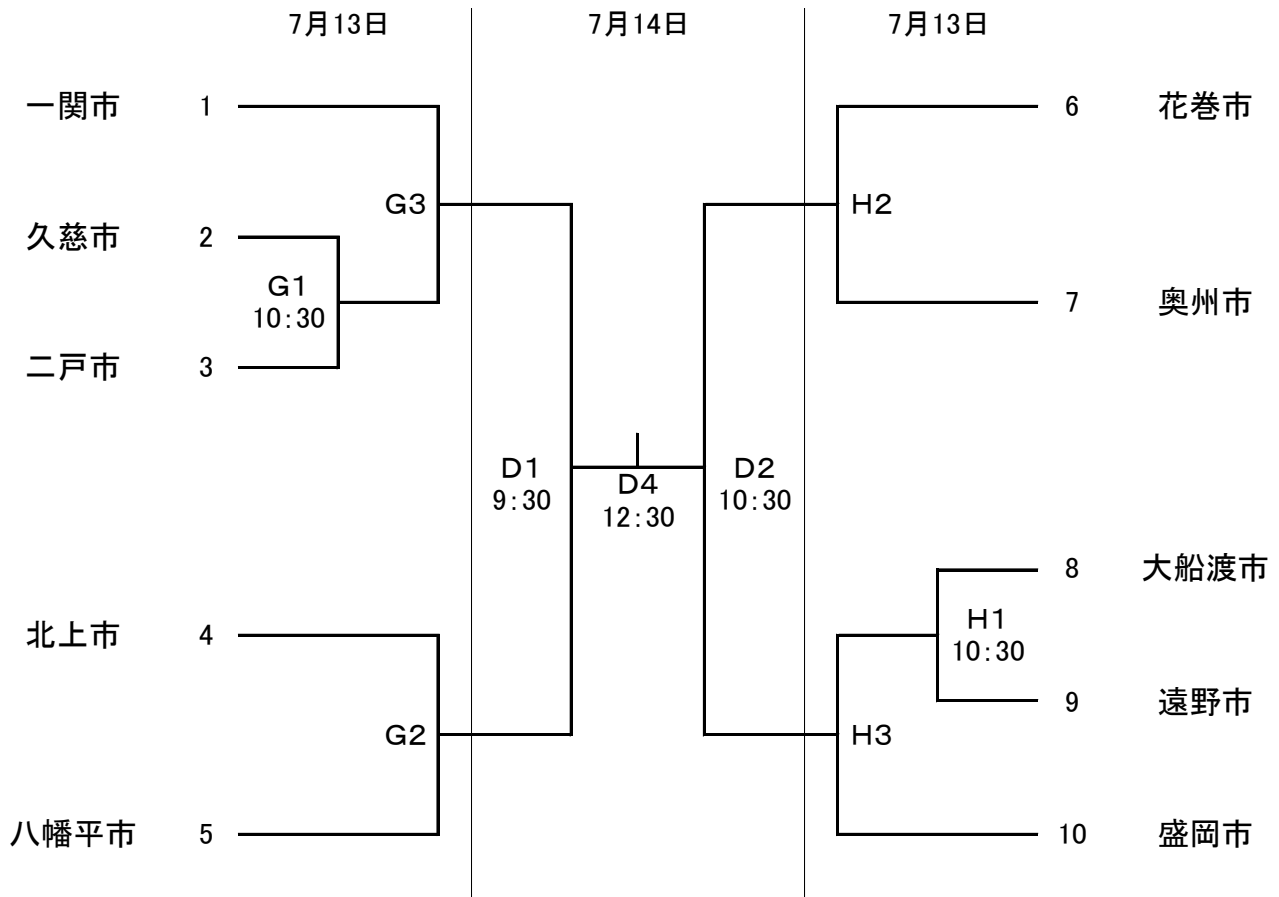 7月13日 7月14日 7月13日
一関市 1
6 花巻市
G3
H2
久慈市 2
G1
10:30
7 奥州市
二戸市 3
D1
9:30
D4
12:30
D2
10:30
8 大船渡市
北上市 4
H1
10:30
9 遠野市
G2
H3
八幡平市 5
10 盛岡市